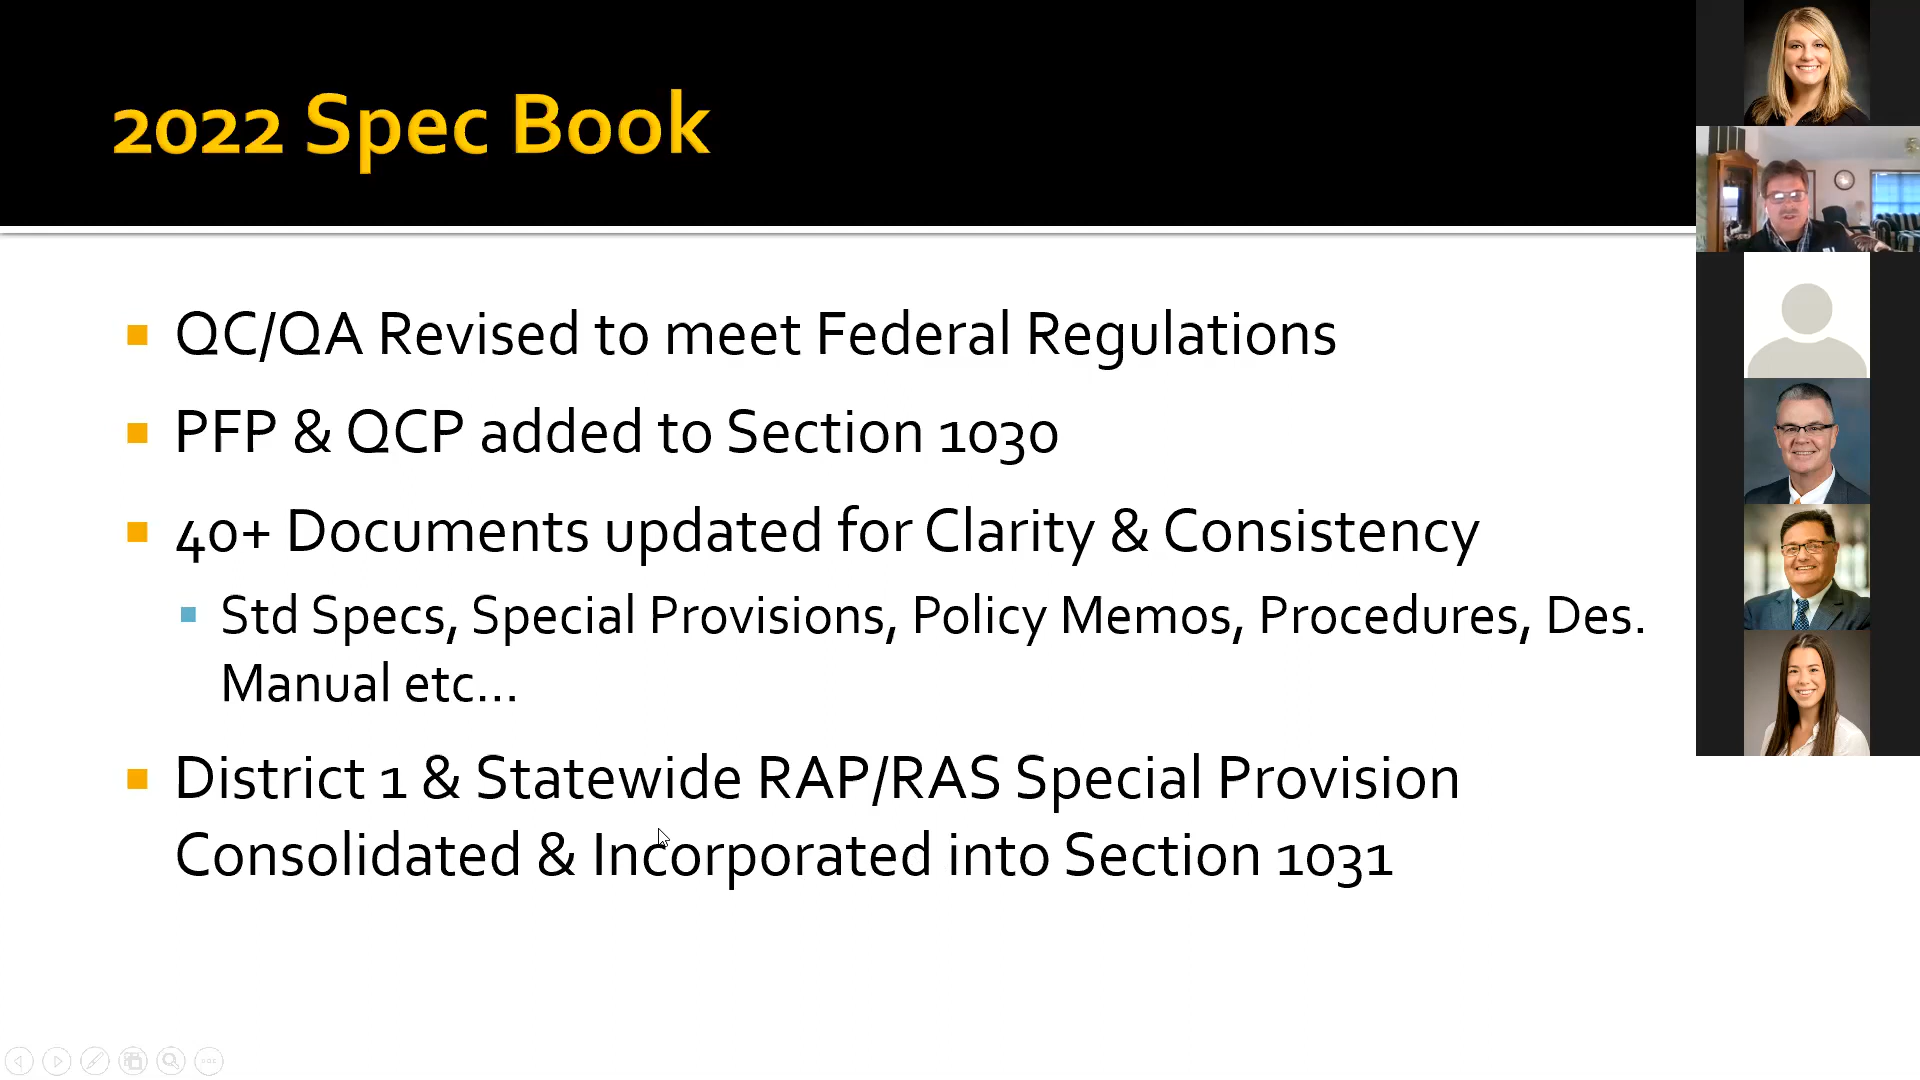 2022 Spec Book
QC/QA Revised to meet Federal Regulations
PFP & QCP added to Section 1030
40+ Documents updated for Clarity & Consistency
Std Specs, Special Provisions, Policy Memos, Procedures, Des.
Manual etc...
District 1 & Statewide RAP/RAS Special Provision
Consolidated & Incorporated into Section 1031